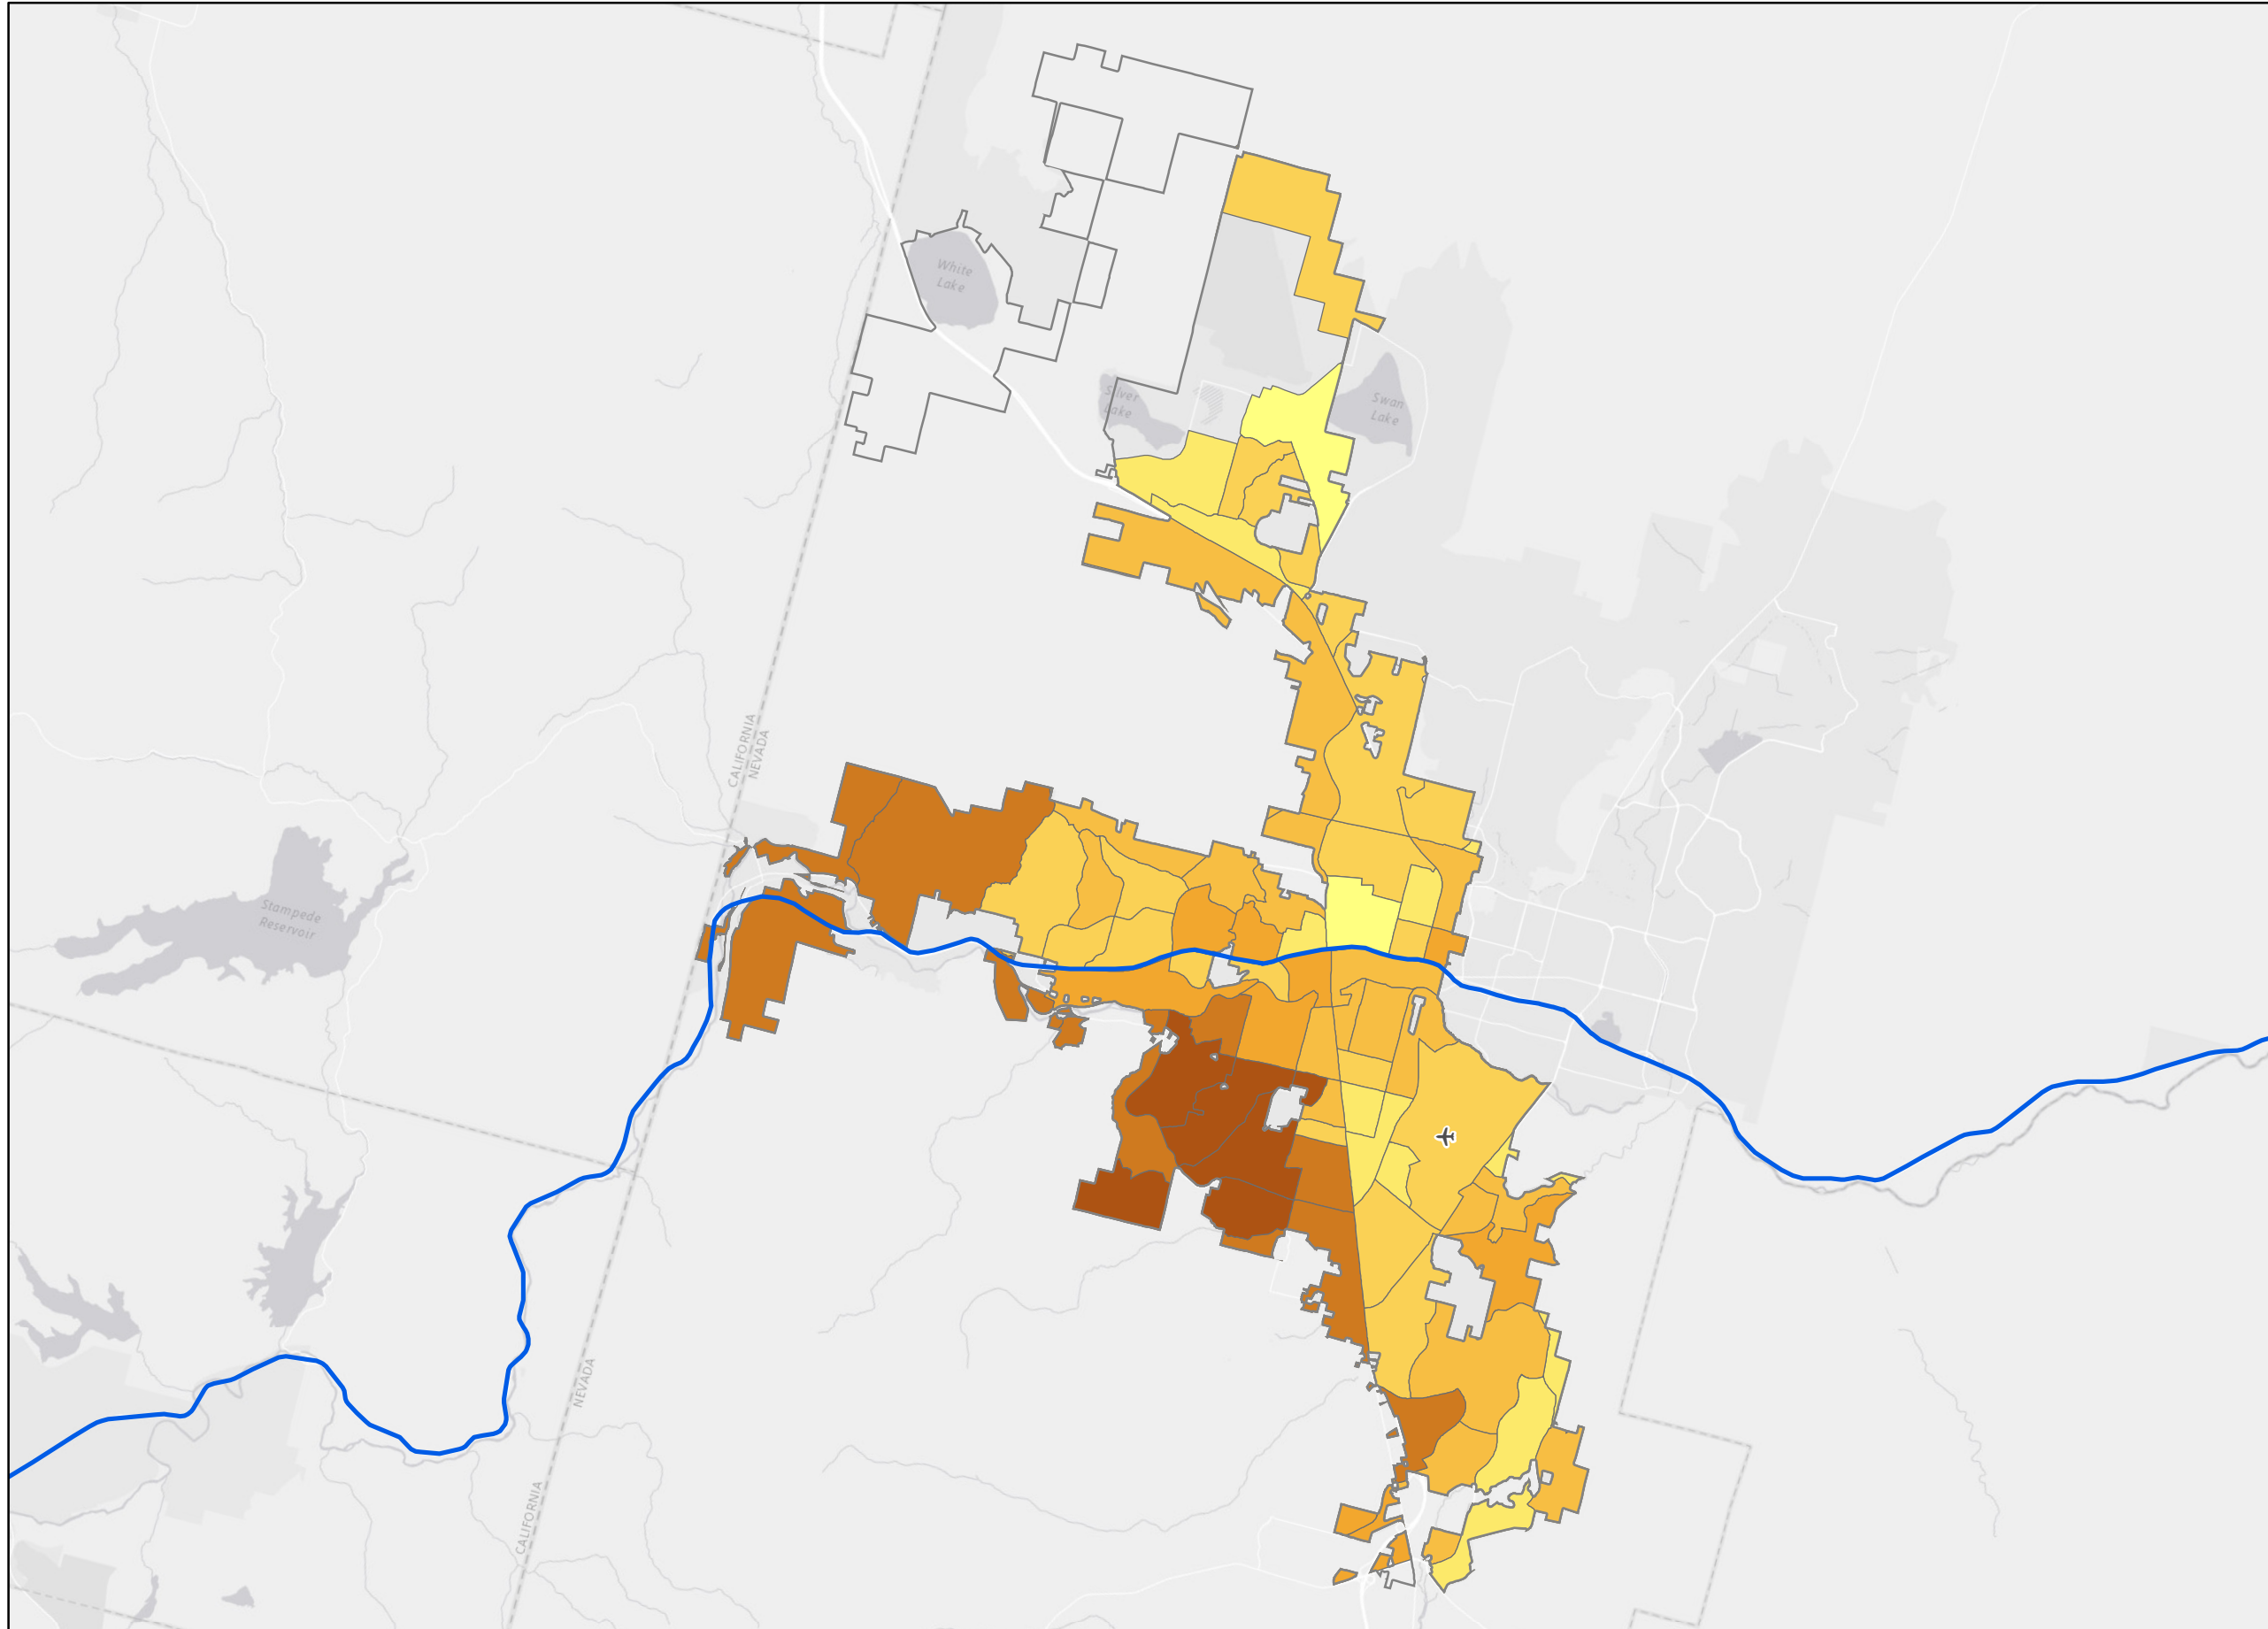 White
Lake
Silver
Lake
Swan
Lake
CALIFORNIA
NEVADA
Stampede
Reservoir
NEVADA
CALIFORNIA